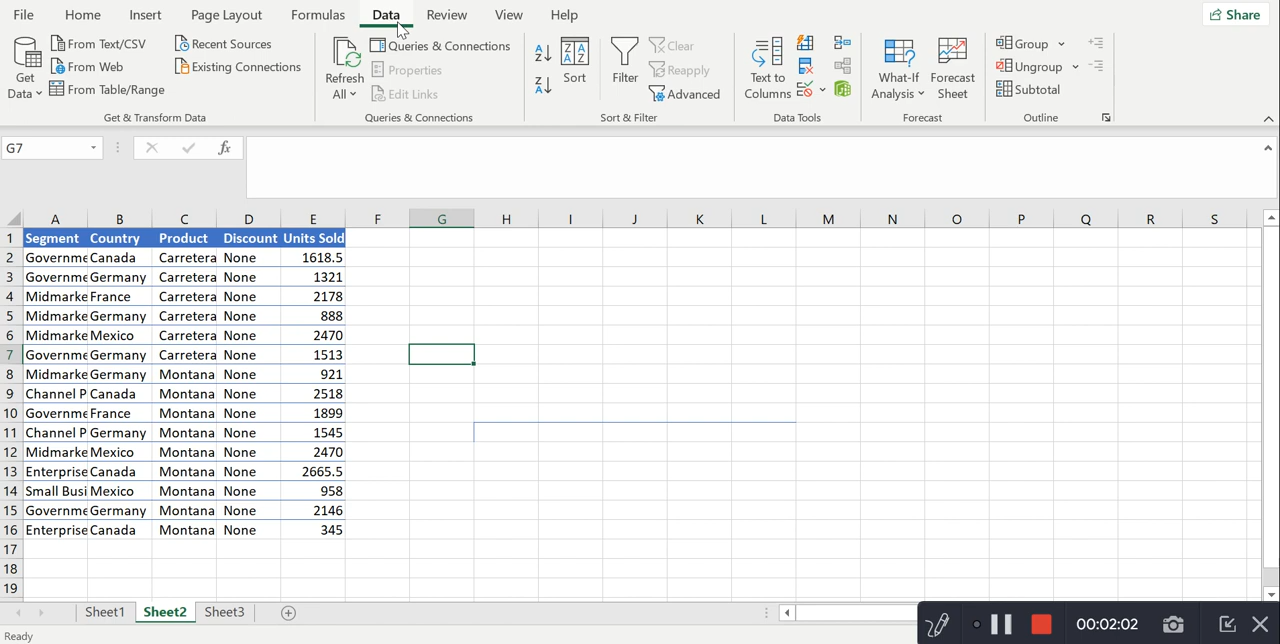 File Home Insert Page Layout Formulas Data Review View Help Share
Get Data
From Text/CSV
From Web
From Table/Range
Recent Sources
Existing Connections
Get & Transform Data
Refresh All
Queries & Connections
Properties
Edit Links
Queries & Connections
Sort
Filter
Clear
Reapply
Advanced
Sort & Filter
Text to Columns
Data Tools
What-If Analysis
Forecast Sheet
Forecast
Group
Ungroup
Subtotal
Outline
G7 fx
A B C D E F G H I J K L M N O P Q R S
1 Segment Country Product Discount Units Sold
2 Governme Canada Carretera None 1618.5
3 Governme Germany Carretera None 1321
4 Midmarke France Carretera None 2178
5 Midmarke Germany Carretera None 888
6 Midmarke Mexico Carretera None 2470
7 Governme Germany Carretera None 1513
8 Midmarke Germany Montana None 921
9 Channel P Canada Montana None 2518
10 Governme France Montana None 1899
11 Channel P Germany Montana None 1545
12 Midmarke Mexico Montana None 2470
13 Enterprise Canada Montana None 2665.5
14 Small Busi Mexico Montana None 958
15 Governme Germany Montana None 2146
16 Enterprise Canada Montana None 345
17
18
19
Sheet1 Sheet2 Sheet3
00:02:02
Ready